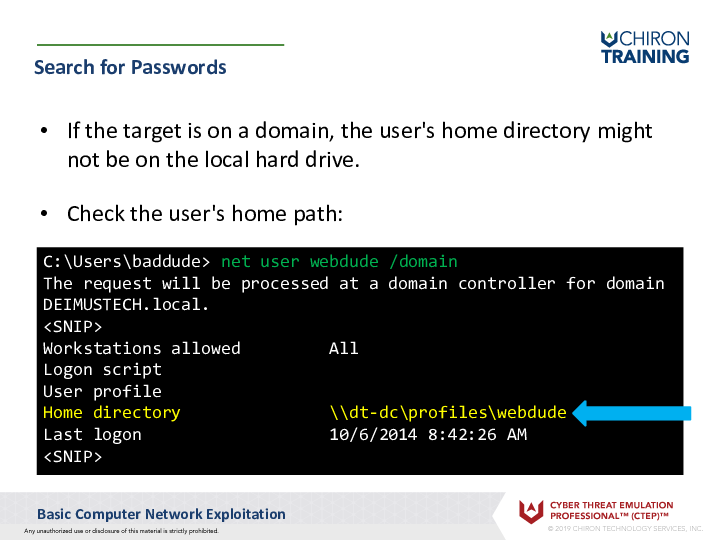 CHIRON
TRAINING
Search for Passwords
• If the target is on a domain, the user's home directory might
not be on the local hard drive.
• Check the user's home path:
C:\Users\baddude> net user webdude /domain
The request will be processed at a domain controller for domain
DEIMUSTECH.local.
<SNIP>
Workstations allowed All
Logon script
User profile
Home directory \\dt-dc\profiles\webdude
Last logon 10/6/2014 8:42:26 AM
<SNIP>
Basic Computer Network Exploitation
CYBER THREAT EMULATION
PROFESSIONAL™ (CTEP)™
Any unauthorized use or disclosure of this material is strictly prohibited.
© 2019 CHIRON TECHNOLOGY SERVICES, INC.